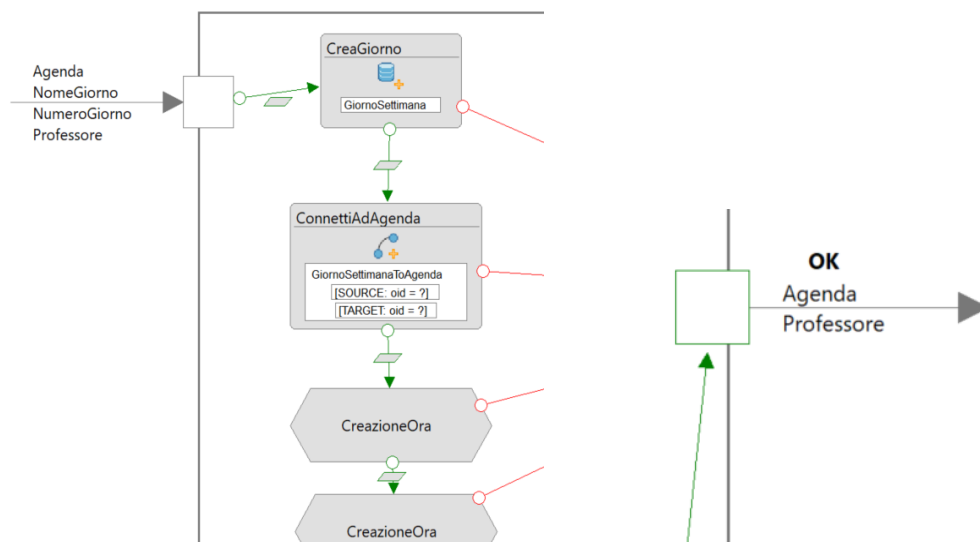 Agenda
NomeGiorno
NumeroGiorno
Professore
CreaGiorno
GiornoSettimana
ConnettiAdAgenda
GiornoSettimanaToAgenda
[SOURCE: oid = ?]
[TARGET: oid = ?]
CreazioneOra
CreazioneOra
OK
Agenda
Professore